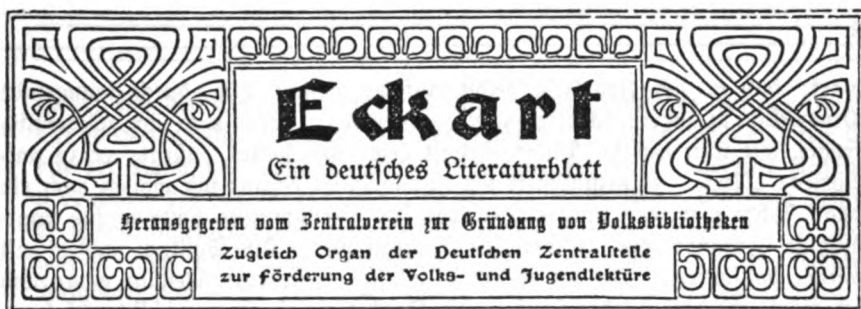 Eckart
Ein deutſches Literaturblatt
Herausgegeben vom Zentralverein zur Gründung von Volksbibliotheken
Zugleich Organ der Deutſchen Zentralſtelle
zur Förderung der Volks- und Jugendlektüre